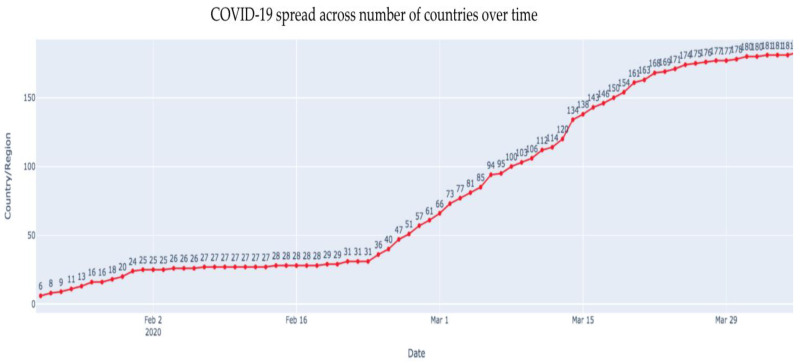 COVID-19 spread across number of countries over time
Country/Region
150
100
50
0
6 8 9 11 13 16 16 18 20 24 25 25 25 26 26 26 27 27 27 27 27 27 27 28 28 28 28 28 29 29 31 31 31 36 40 47 51 57 61 66 73 77 81 85 94 95 100 103 106 112 114 120 134 138 143 146 150 154 161 163 168 169 171 174 175 176 177 177 178 180 180 181 181 181
Feb 2 Feb 16 Mar 1 Mar 15 Mar 29
2020
Date